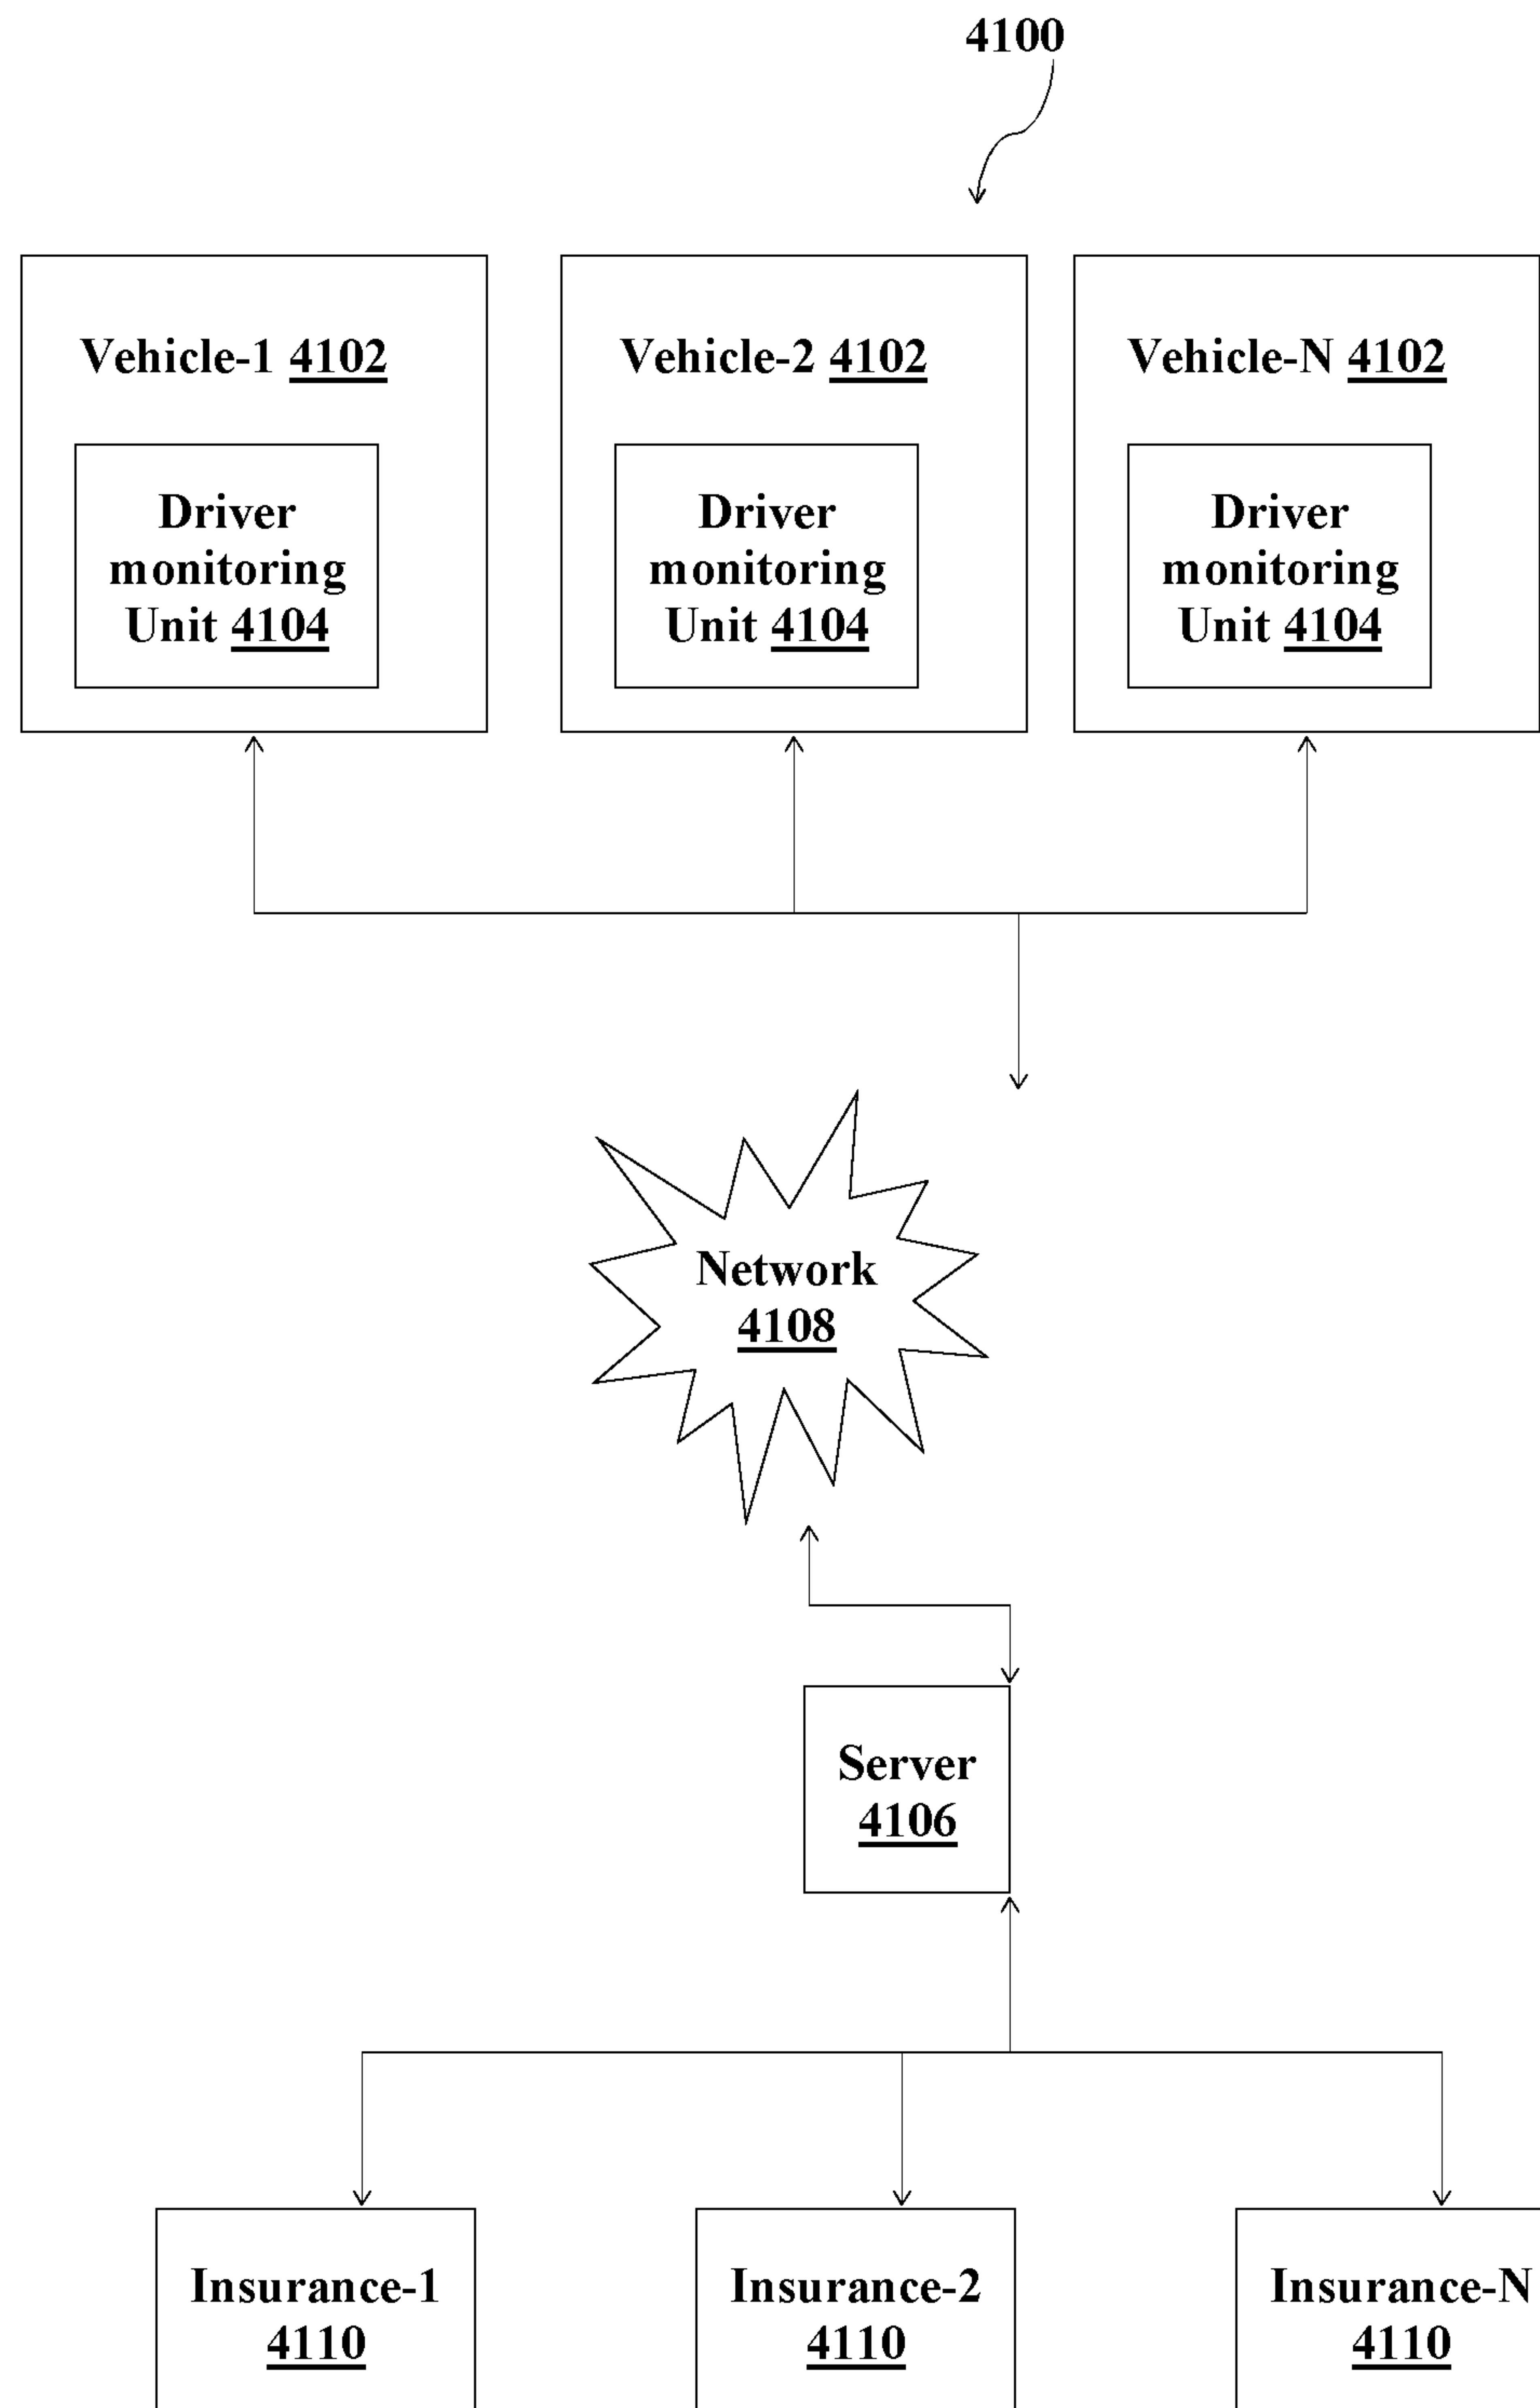 4100
Vehicle-1 4102
Driver
monitoring
Unit 4104
Vehicle-2 4102
Driver
monitoring
Unit 4104
Vehicle-N 4102
Driver
monitoring
Unit 4104
Network
4108
Server
4106
Insurance-1
4110
Insurance-2
4110
Insurance-N
4110